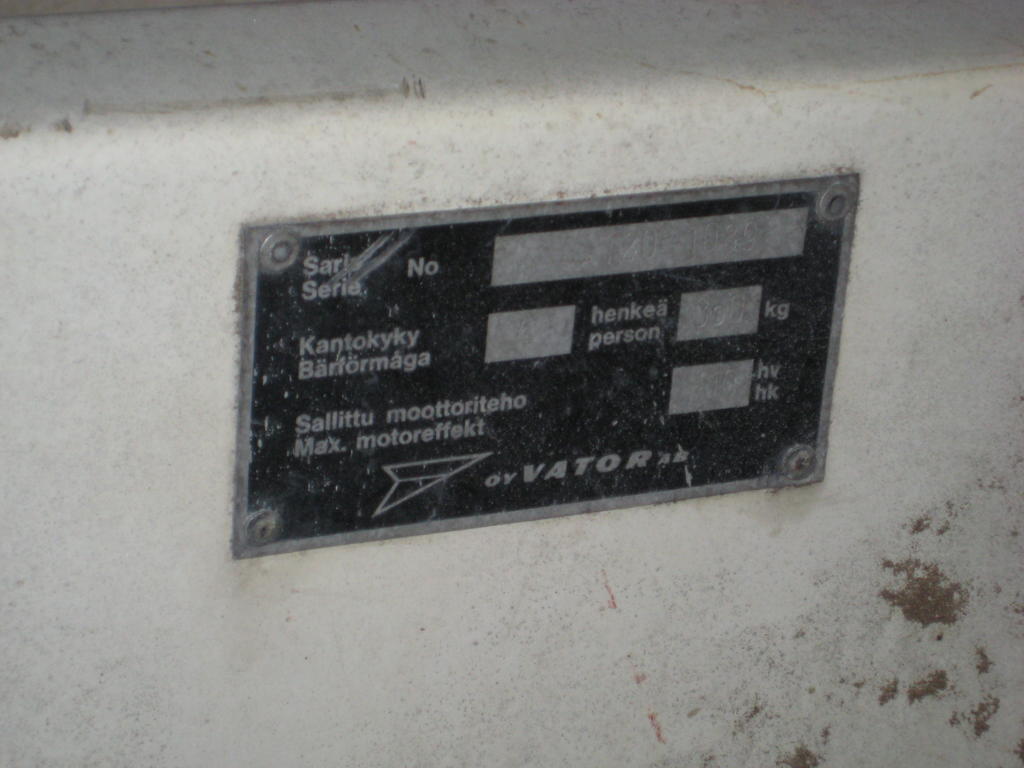 Sarja No
Serie
Kantokyky henkeä kg
Bärförmåga person
Sallittu moottoriteho hv
Max. motoreffekt hk
OY VATOR AB